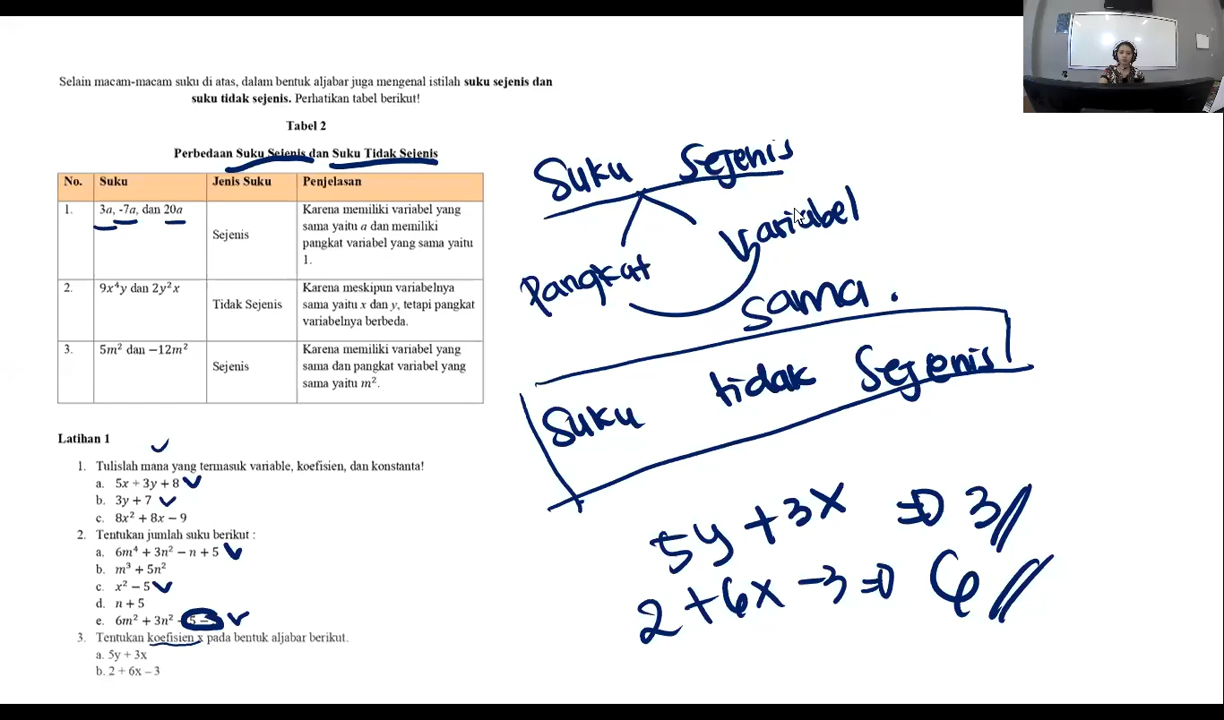 Selain macam-macam suku di atas, dalam bentuk aljabar juga mengenal istilah suku sejenis dan
suku tidak sejenis. Perhatikan tabel berikut!
Tabel 2
Perbedaan Suku Sejenis dan Suku Tidak Sejenis
No. Suku Jenis Suku Penjelasan
1. 3a, -7a, dan 20a Sejenis Karena memiliki variabel yang
sama yaitu a dan memiliki
pangkat variabel yang sama yaitu
1.
2. 9x⁴y dan 2y²x Tidak Sejenis Karena meskipun variabelnya
sama yaitu x dan y, tetapi pangkat
variabelnya berbeda.
3. 5m² dan −12m² Sejenis Karena memiliki variabel yang
sama dan pangkat variabel yang
sama yaitu m².
Latihan 1
1. Tulislah mana yang termasuk variable, koefisien, dan konstanta!
a. 5x + 3y + 8
b. 3y + 7
c. 8x² + 8x − 9
2. Tentukan jumlah suku berikut :
a. 6m⁴ + 3n² − n + 5
b. m³ + 5n²
c. x² − 5
d. n + 5
e. 6m² + 3n²
3. Tentukan koefisien x pada bentuk aljabar berikut.
a. 5y + 3x
b. 2 + 6x – 3
Suku Sejenis
Pangkat Variabel
Sama.
Suku tidak Sejenis
5y + 3x ⇒ 3
2 + 6x − 3 ⇒ 6